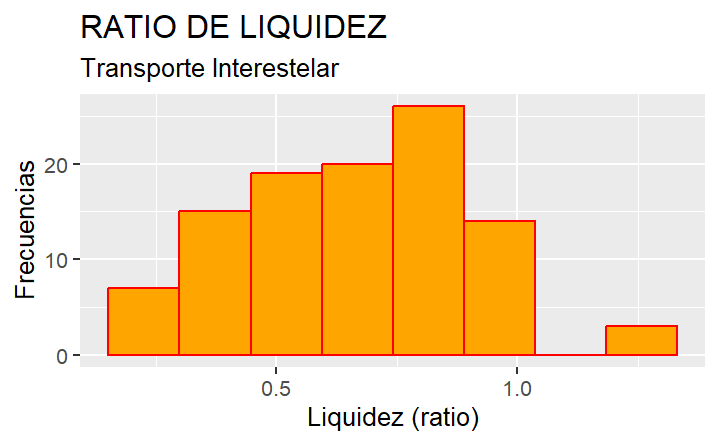 RATIO DE LIQUIDEZ
Transporte Interestelar
Frecuencias
20
10
0
0.5
1.0
Liquidez (ratio)